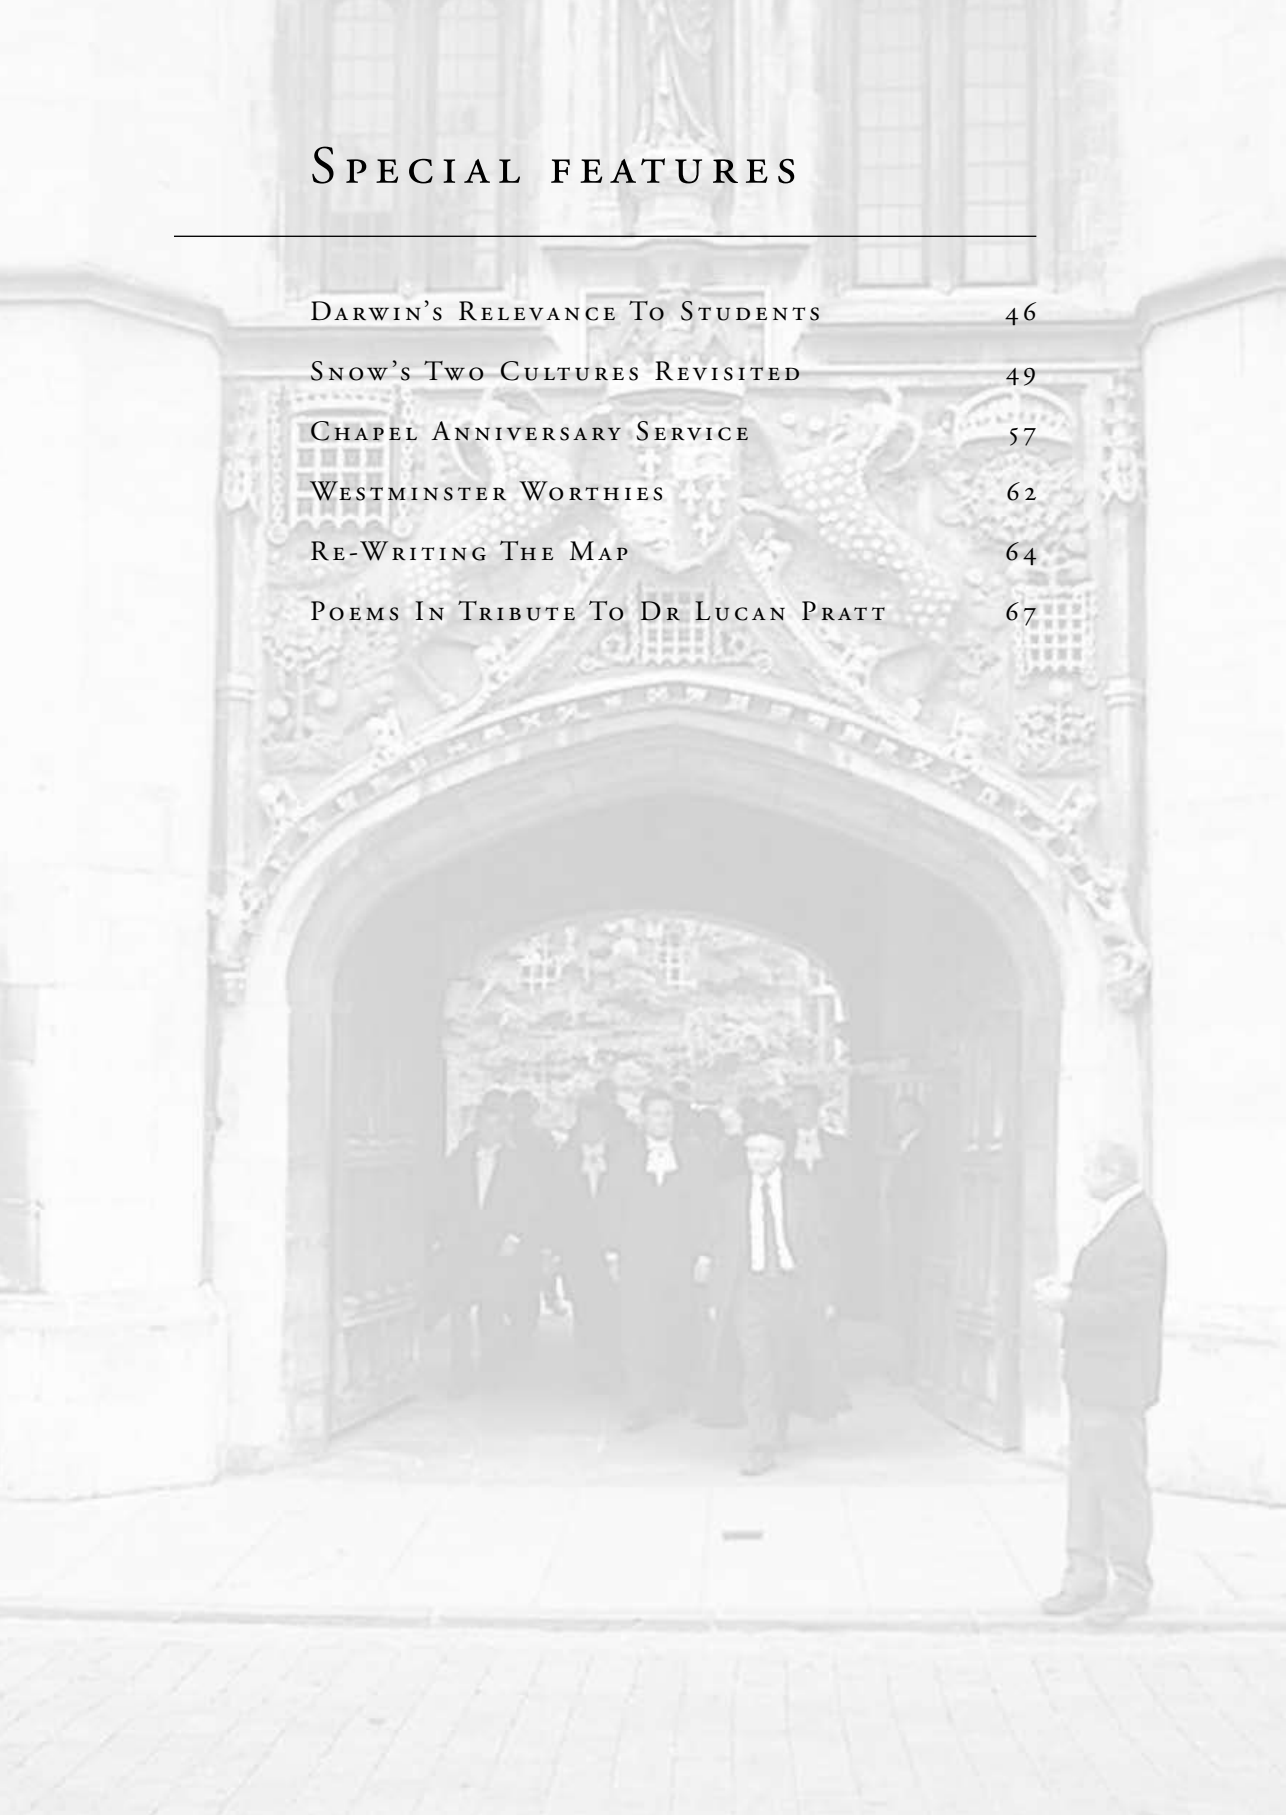 Special features
Darwin's Relevance To Students 46
Snow's Two Cultures Revisited 49
Chapel Anniversary Service 57
Westminster Worthies 62
Re-Writing The Map 64
Poems In Tribute To Dr Lucan Pratt 67